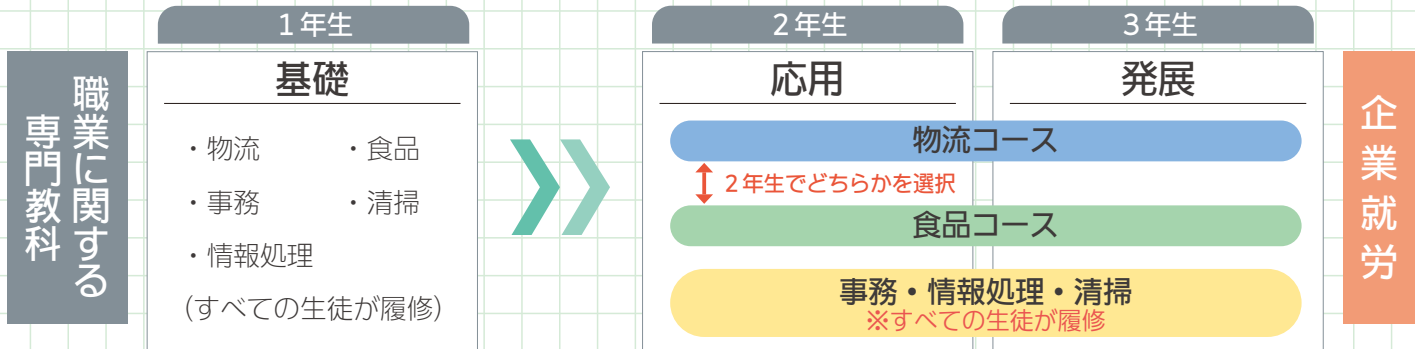 職業に関する
専門教科
1年生
基礎
・物流
・食品
・事務
・清掃
・情報処理
(すべての生徒が履修)
2年生
応用
3年生
発展
物流コース
2年生でどちらかを選択
食品コース
事務・情報処理・清掃
※すべての生徒が履修
企業就労